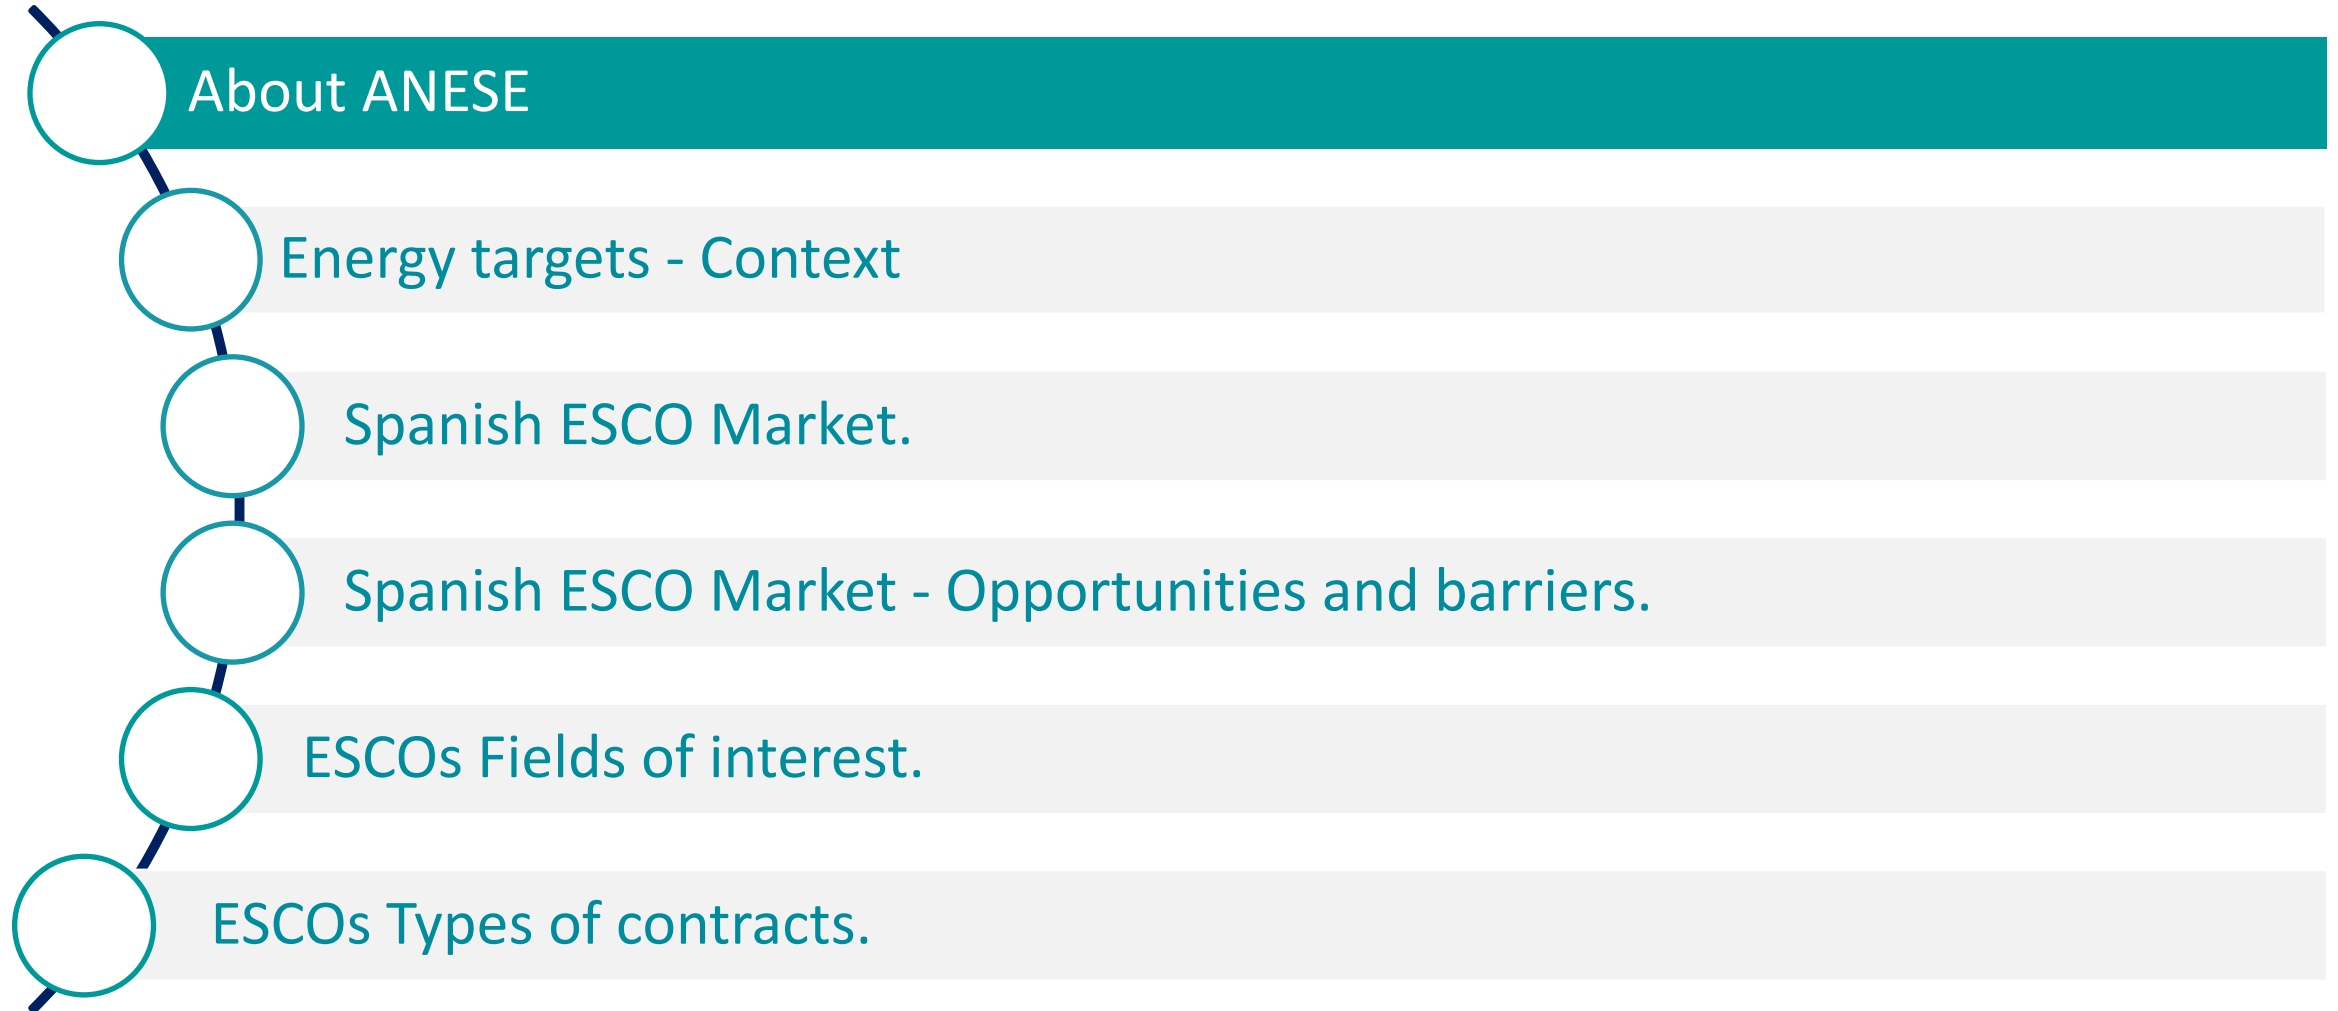 About ANESE
Energy targets - Context
Spanish ESCO Market.
Spanish ESCO Market - Opportunities and barriers.
ESCOs Fields of interest.
ESCOs Types of contracts.